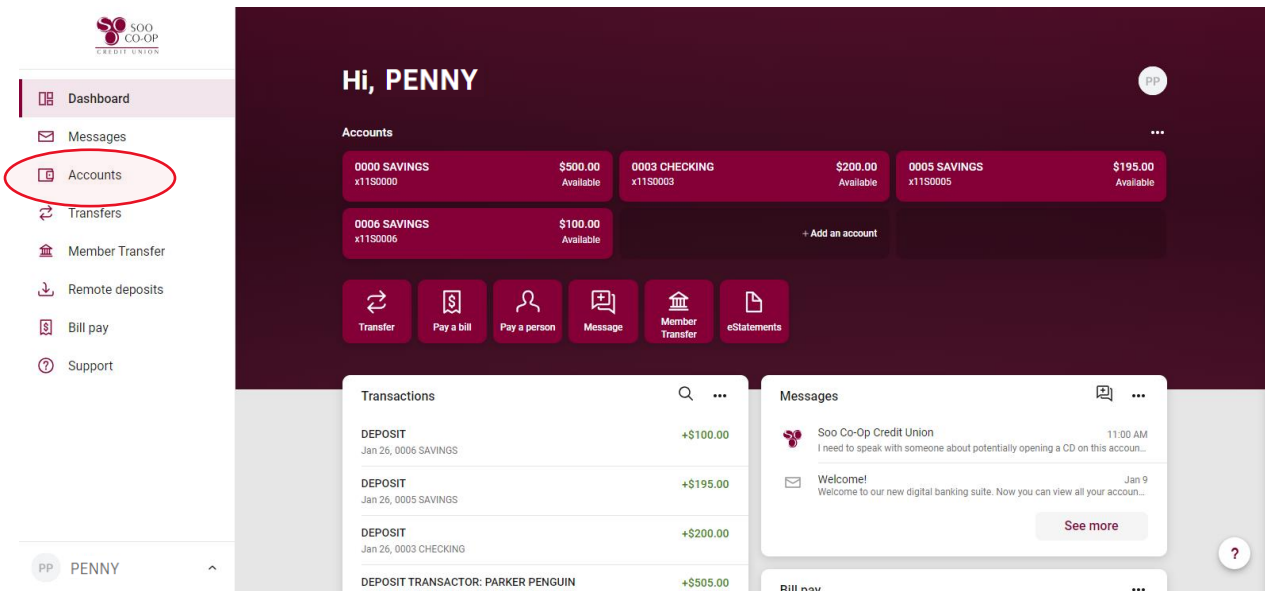 SOO
CO-OP
CREDIT UNION
Dashboard
Messages
Accounts
Transfers
Member Transfer
Remote deposits
Bill pay
Support
PP PENNY
Hi, PENNY
PP
Accounts
0000 SAVINGS $500.00
x11S0000 Available
0003 CHECKING $200.00
x11S0003 Available
0005 SAVINGS $195.00
x11S0005 Available
0006 SAVINGS $100.00
x11S0006 Available
+ Add an account
Transfer
Pay a bill
Pay a person
Message
Member
Transfer
eStatements
Transactions
DEPOSIT +$100.00
Jan 26, 0006 SAVINGS
DEPOSIT +$195.00
Jan 26, 0005 SAVINGS
DEPOSIT +$200.00
Jan 26, 0003 CHECKING
DEPOSIT TRANSACTOR: PARKER PENGUIN +$505.00
Messages
Soo Co-Op Credit Union 11:00 AM
I need to speak with someone about potentially opening a CD on this accoun...
Welcome! Jan 9
Welcome to our new digital banking suite. Now you can view all your accoun...
See more
?
Bill pay